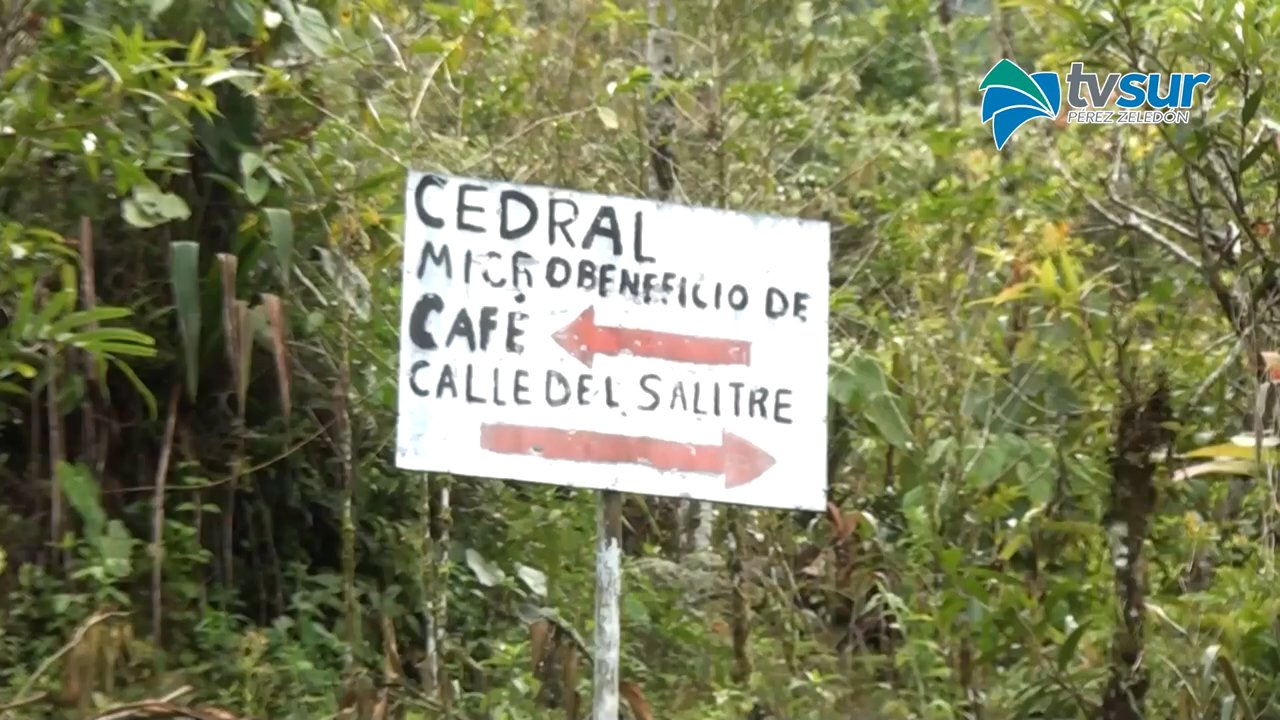 tvsur
PÉREZ ZELEDÓN
CEDRAL
MICROBENEFICIO DE
CAFÉ
CALLE DEL SALITRE